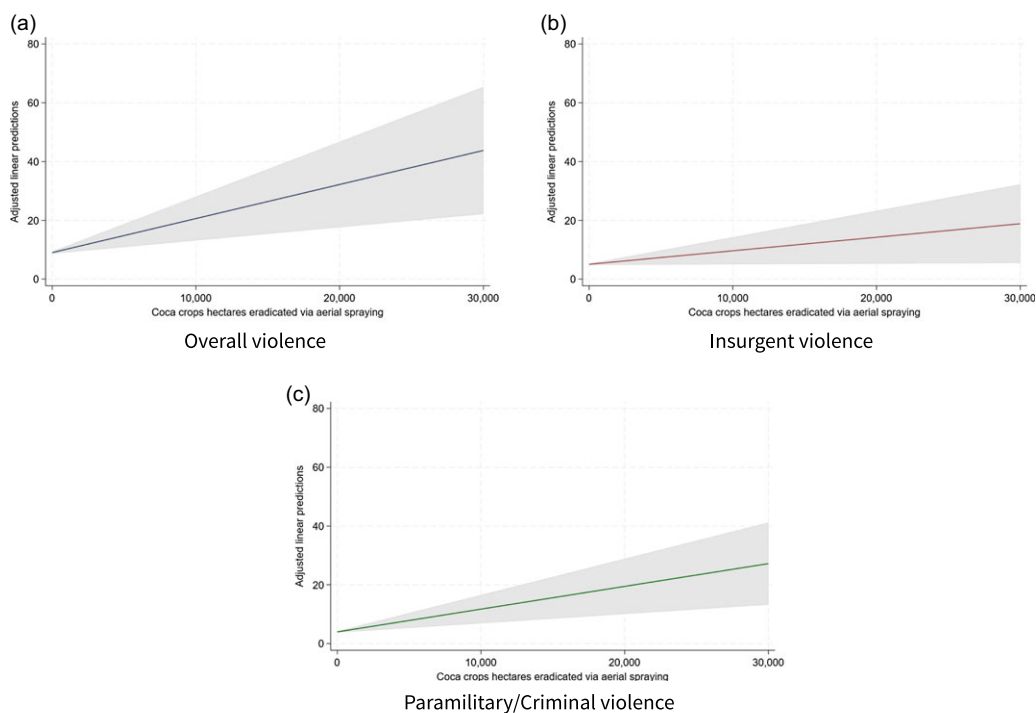 (a)
80
60
40
20
0
Adjusted linear predictions
0 10,000 20,000 30,000
Coca crops hectares eradicated via aerial spraying
Overall violence
(b)
80
60
40
20
0
Adjusted linear predictions
0 10,000 20,000 30,000
Coca crops hectares eradicated via aerial spraying
Insurgent violence
(c)
80
60
40
20
0
Adjusted linear predictions
0 10,000 20,000 30,000
Coca crops hectares eradicated via aerial spraying
Paramilitary/Criminal violence